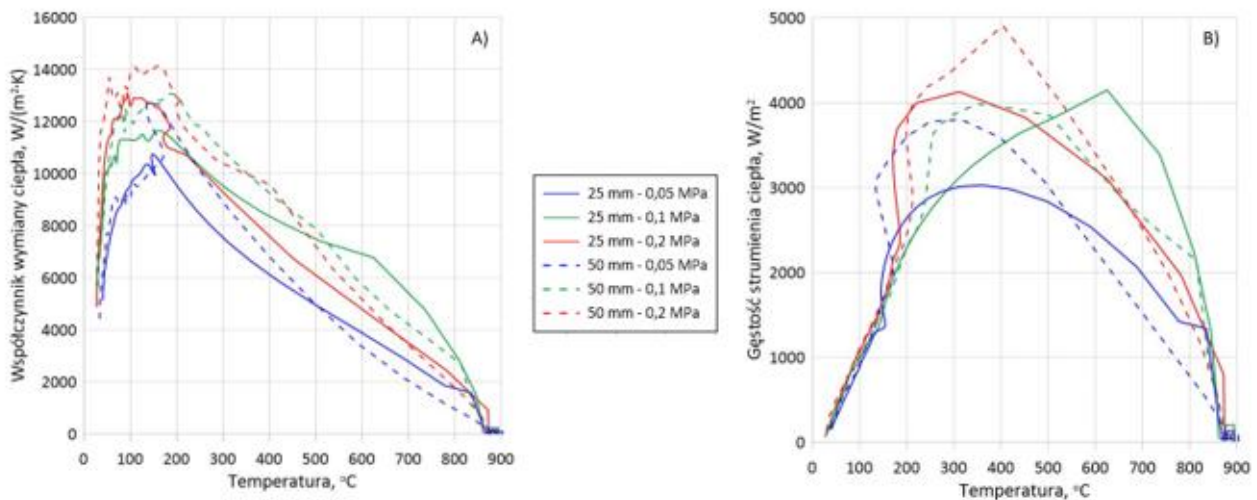 A)
Współczynnik wymiany ciepła, W/(m²·K)
16000
14000
12000
10000
8000
6000
4000
2000
0
0 100 200 300 400 500 600 700 800 900
Temperatura, °C
25 mm - 0,05 MPa
25 mm - 0,1 MPa
25 mm - 0,2 MPa
50 mm - 0,05 MPa
50 mm - 0,1 MPa
50 mm - 0,2 MPa
B)
Gęstość strumienia ciepła, W/m²
5000
4000
3000
2000
1000
0
0 100 200 300 400 500 600 700 800 900
Temperatura, °C